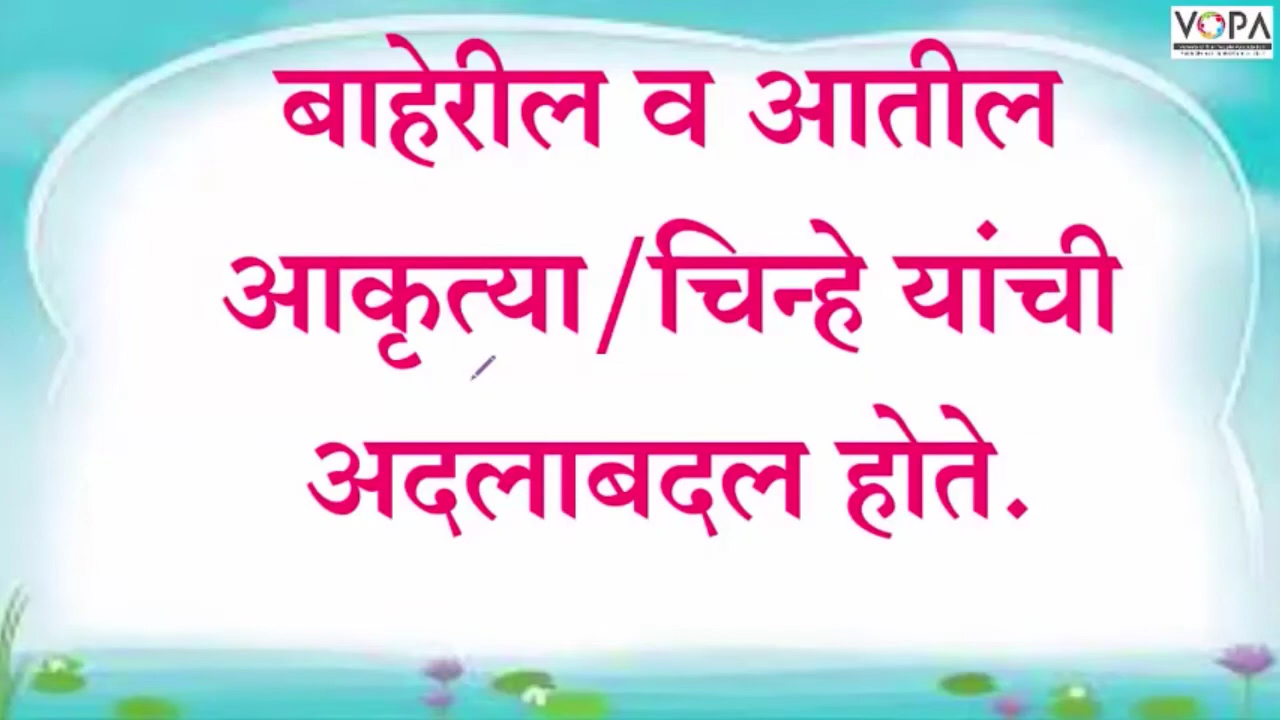 VOPA
बाहेरील व आतील
आकृत्या/चिन्हे यांची
अदलाबदल होते.